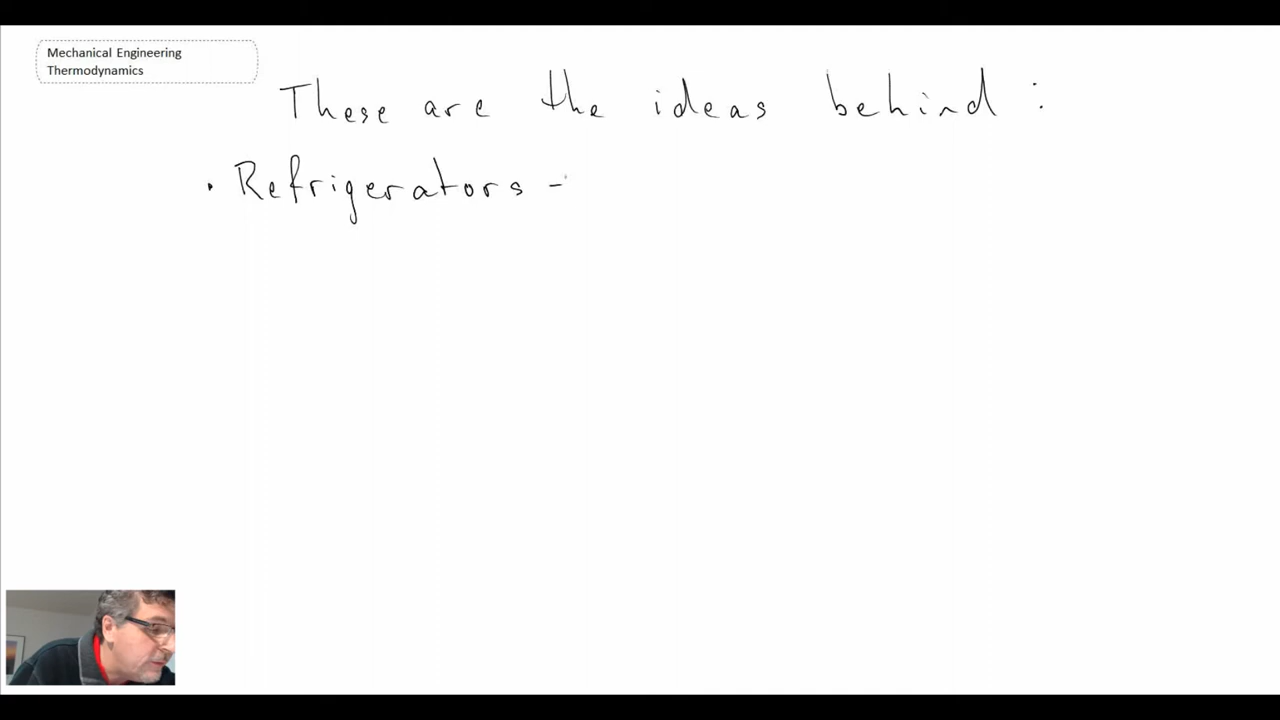 Mechanical Engineering
Thermodynamics
These are the ideas behind :
• Refrigerators -